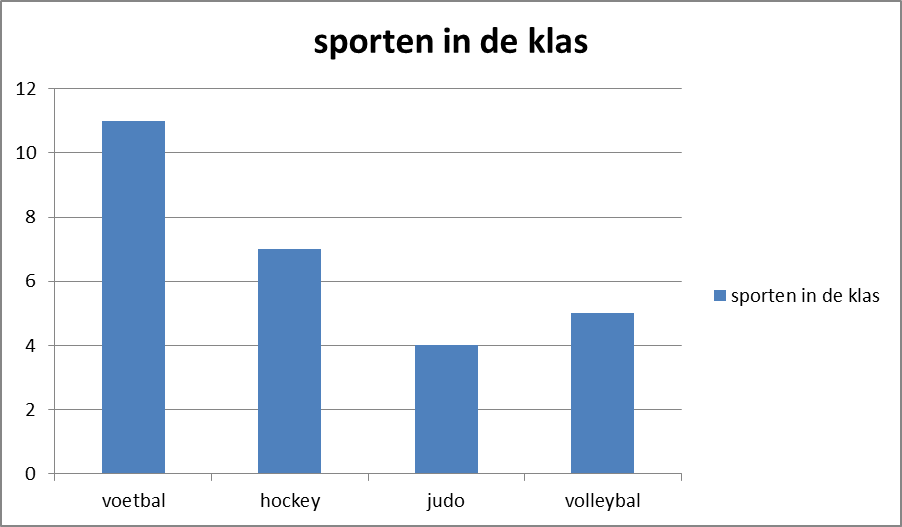 sporten in de klas
12
10
8
6
4
2
0
voetbal hockey judo volleybal
sporten in de klas